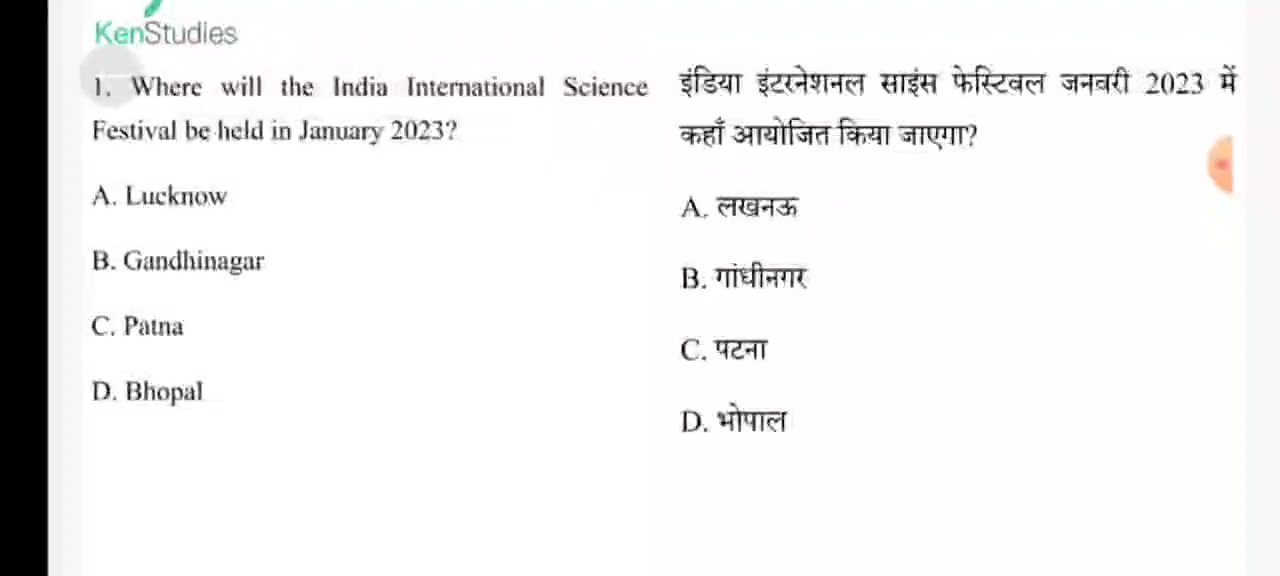 KenStudies
1. Where will the India International Science
Festival be held in January 2023?
A. Lucknow
B. Gandhinagar
C. Patna
D. Bhopal
इंडिया इंटरनेशनल साइंस फेस्टिवल जनवरी 2023 में
कहाँ आयोजित किया जाएगा?
A. लखनऊ
B. गांधीनगर
C. पटना
D. भोपाल